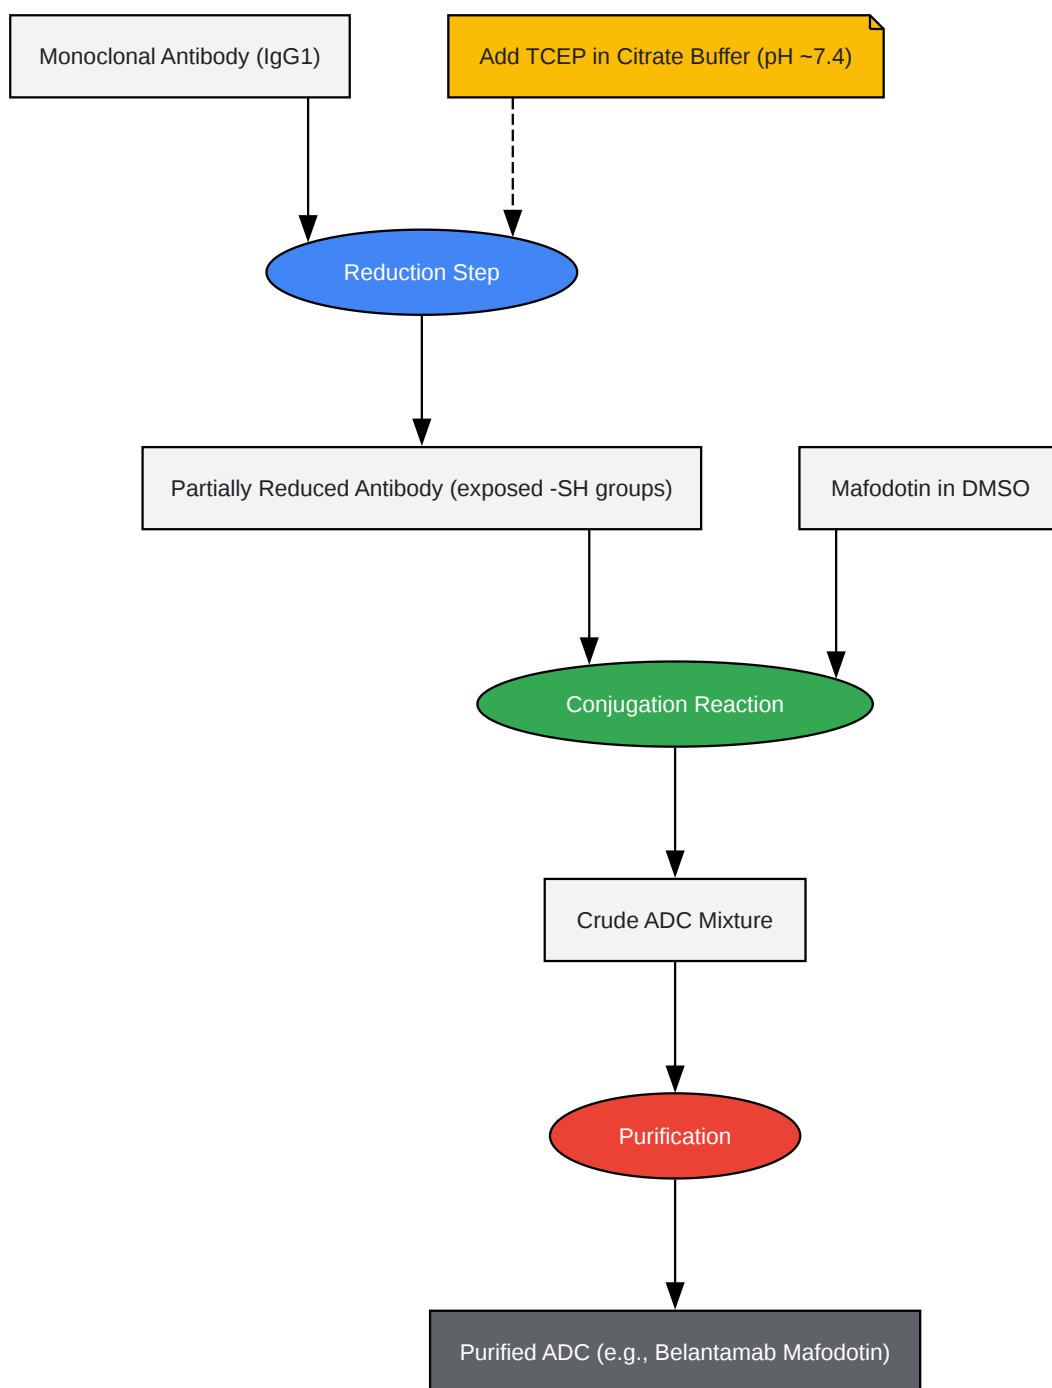 Monoclonal Antibody (IgG1)
Add TCEP in Citrate Buffer (pH ~7.4)
Reduction Step
Partially Reduced Antibody (exposed -SH groups)
Mafodotin in DMSO
Conjugation Reaction
Crude ADC Mixture
Purification
Purified ADC (e.g., Belantamab Mafodotin)